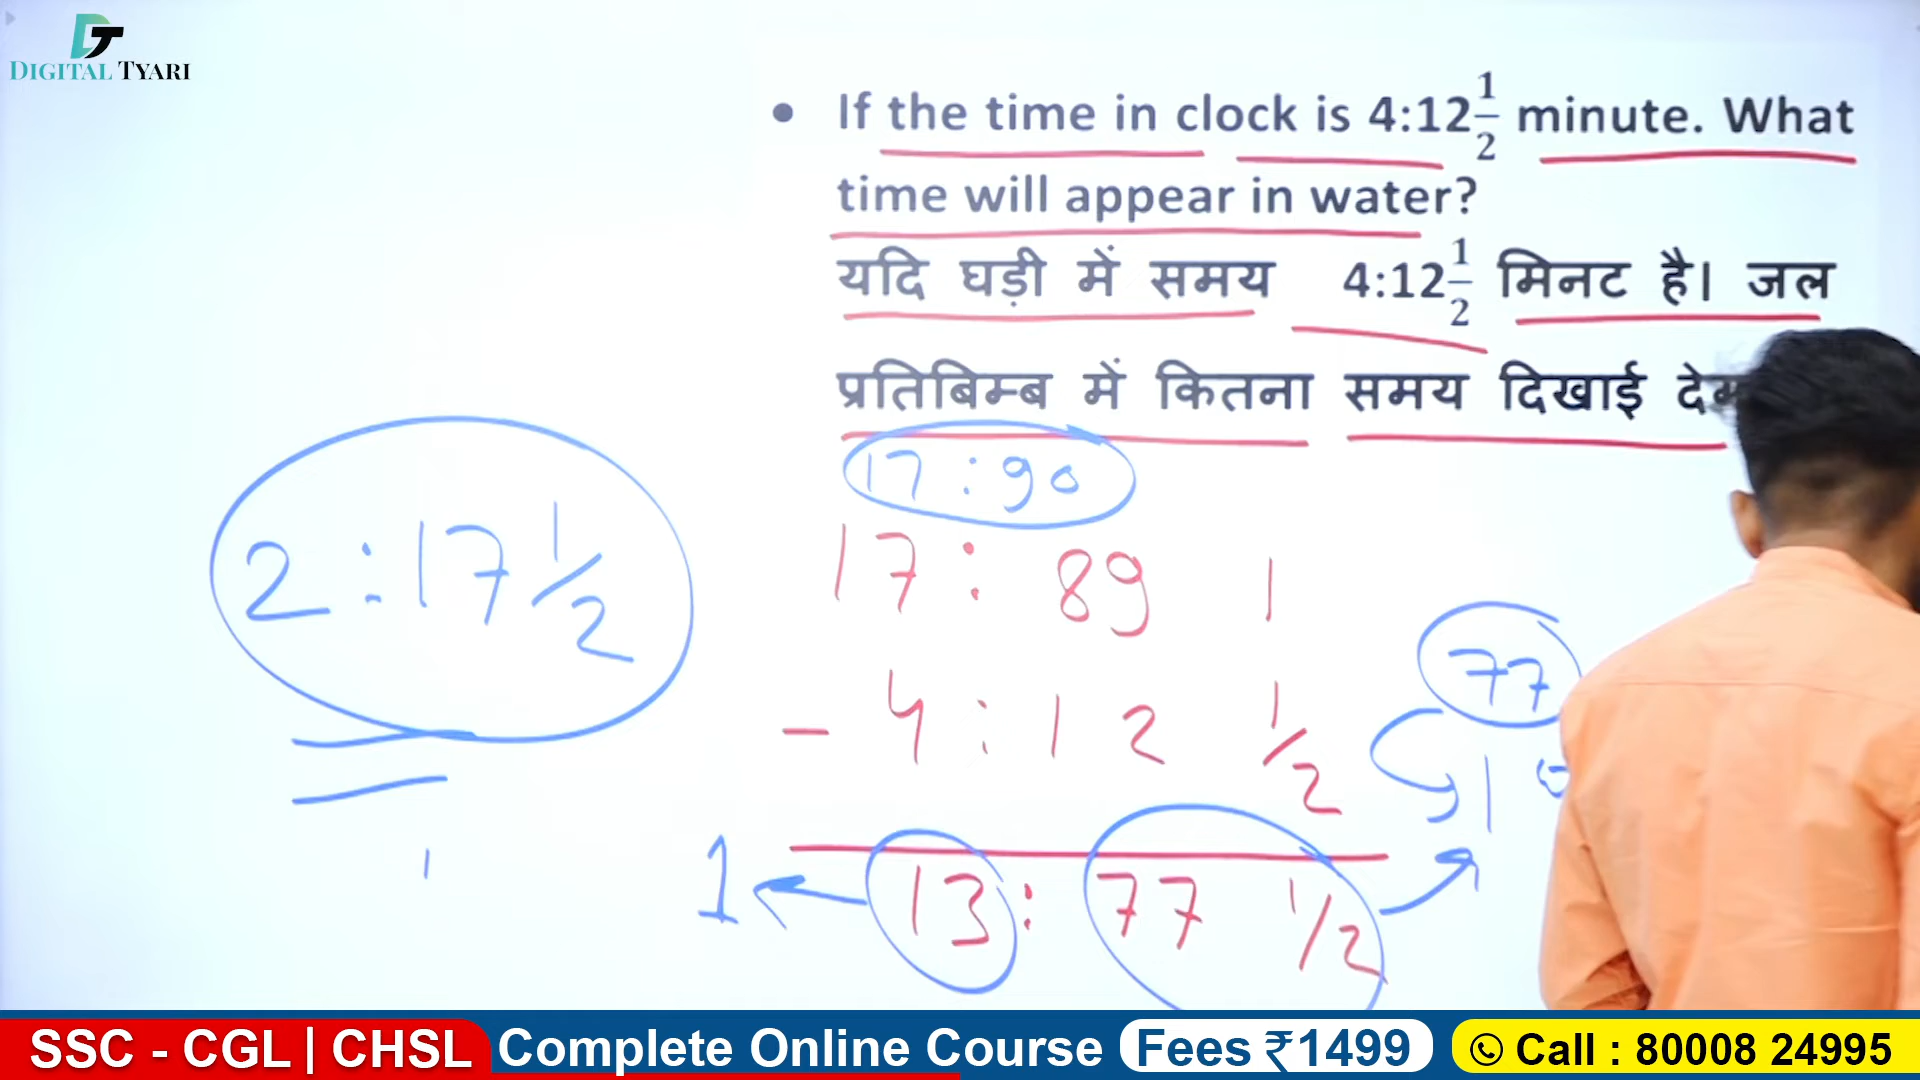 DIGITAL TYARI
• If the time in clock is 4:12 1/2 minute. What
time will appear in water?
यदि घड़ी में समय 4:12 1/2 मिनट है। जल
प्रतिबिम्ब में कितना समय दिखाई
17:90
17:89 1
2:17 1/2
77
- 4:12 1/2
1
13:77 1/2
SSC - CGL | CHSL Complete Online Course Fees ₹1499 Call : 80008 24995